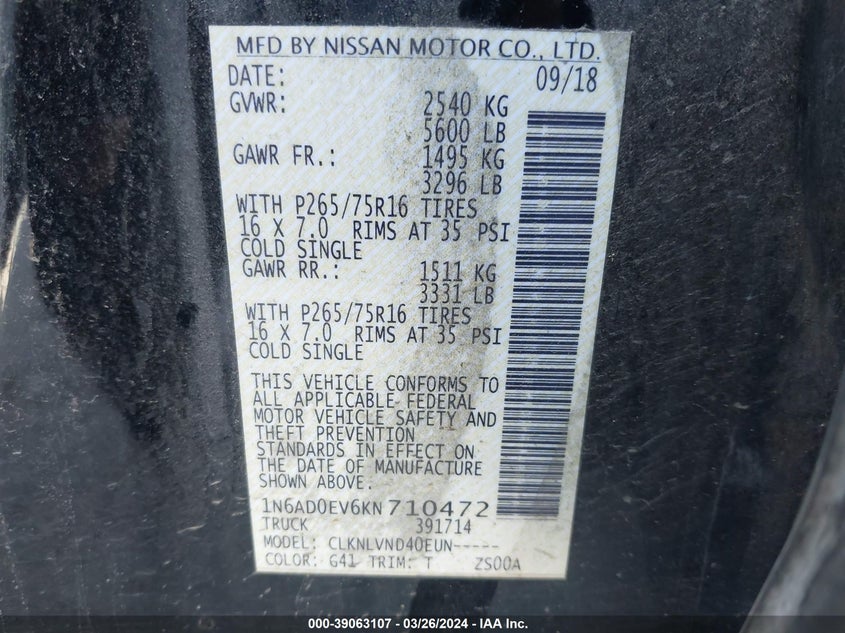 MFD BY NISSAN MOTOR CO., LTD.
DATE: 09/18
GVWR: 2540 KG
5600 LB
GAWR FR.: 1495 KG
3296 LB
WITH P265/75R16 TIRES
16 X 7.0 RIMS AT 35 PSI
COLD SINGLE
GAWR RR.: 1511 KG
3331 LB
WITH P265/75R16 TIRES
16 X 7.0 RIMS AT 35 PSI
COLD SINGLE
THIS VEHICLE CONFORMS TO
ALL APPLICABLE FEDERAL
MOTOR VEHICLE SAFETY AND
THEFT PREVENTION
STANDARDS IN EFFECT ON
THE DATE OF MANUFACTURE
SHOWN ABOVE:
1N6AD0EV6KN710472
TRUCK 391714
MODEL: CLKNLVND40EUN-----
COLOR: G41 TRIM: T ZS00A
000-39063107 - 03/26/2024 - IAA Inc.